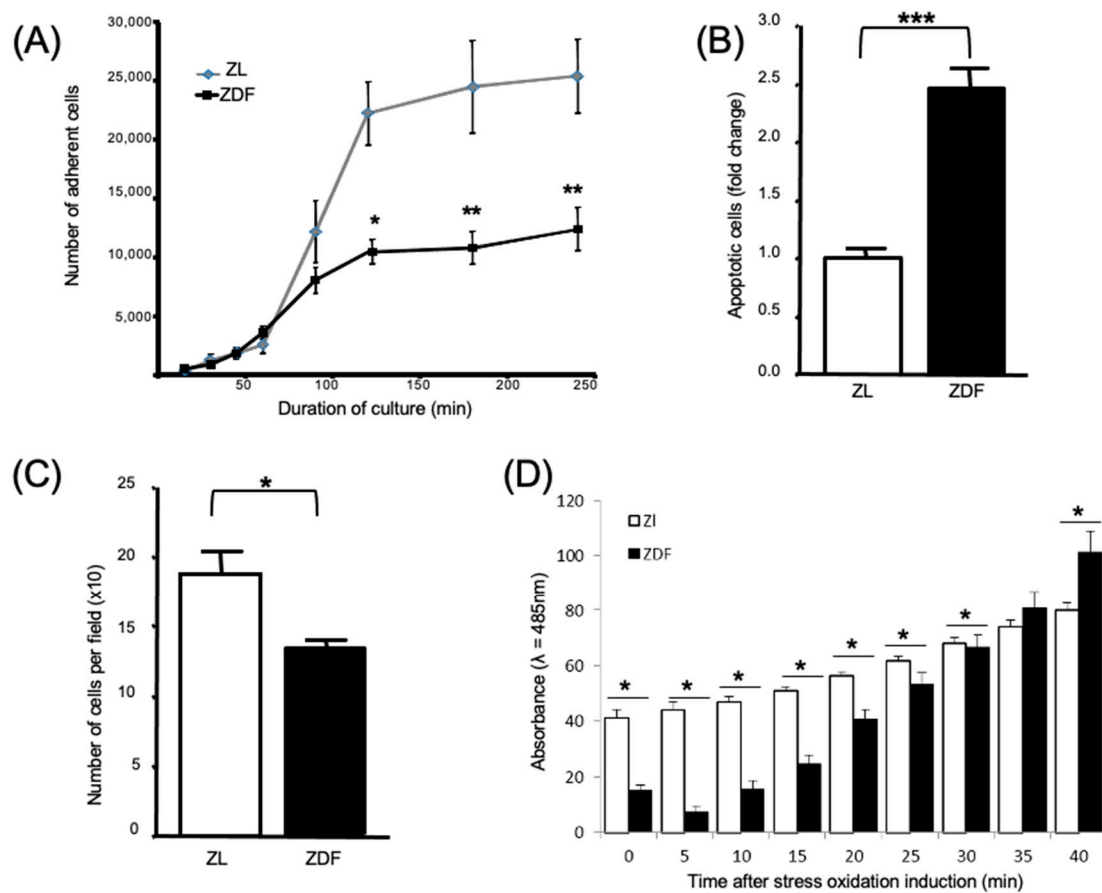 (A)
30,000
25,000
20,000
15,000
10,000
5,000
ZL
ZDF
*
**
**
50
100
150
200
250
Number of adherent cells
Duration of culture (min)
(B)
3.0
2.5
2.0
1.5
1.0
0.5
0.0
***
Apoptotic cells (fold change)
ZL
ZDF
(C)
25
20
15
10
5
0
*
Number of cells per field (x10)
ZL
ZDF
(D)
120
100
80
60
40
20
0
Zl
ZDF
*
*
*
*
*
*
*
*
Absorbance (λ = 485nm)
0
5
10
15
20
25
30
35
40
Time after stress oxidation induction (min)